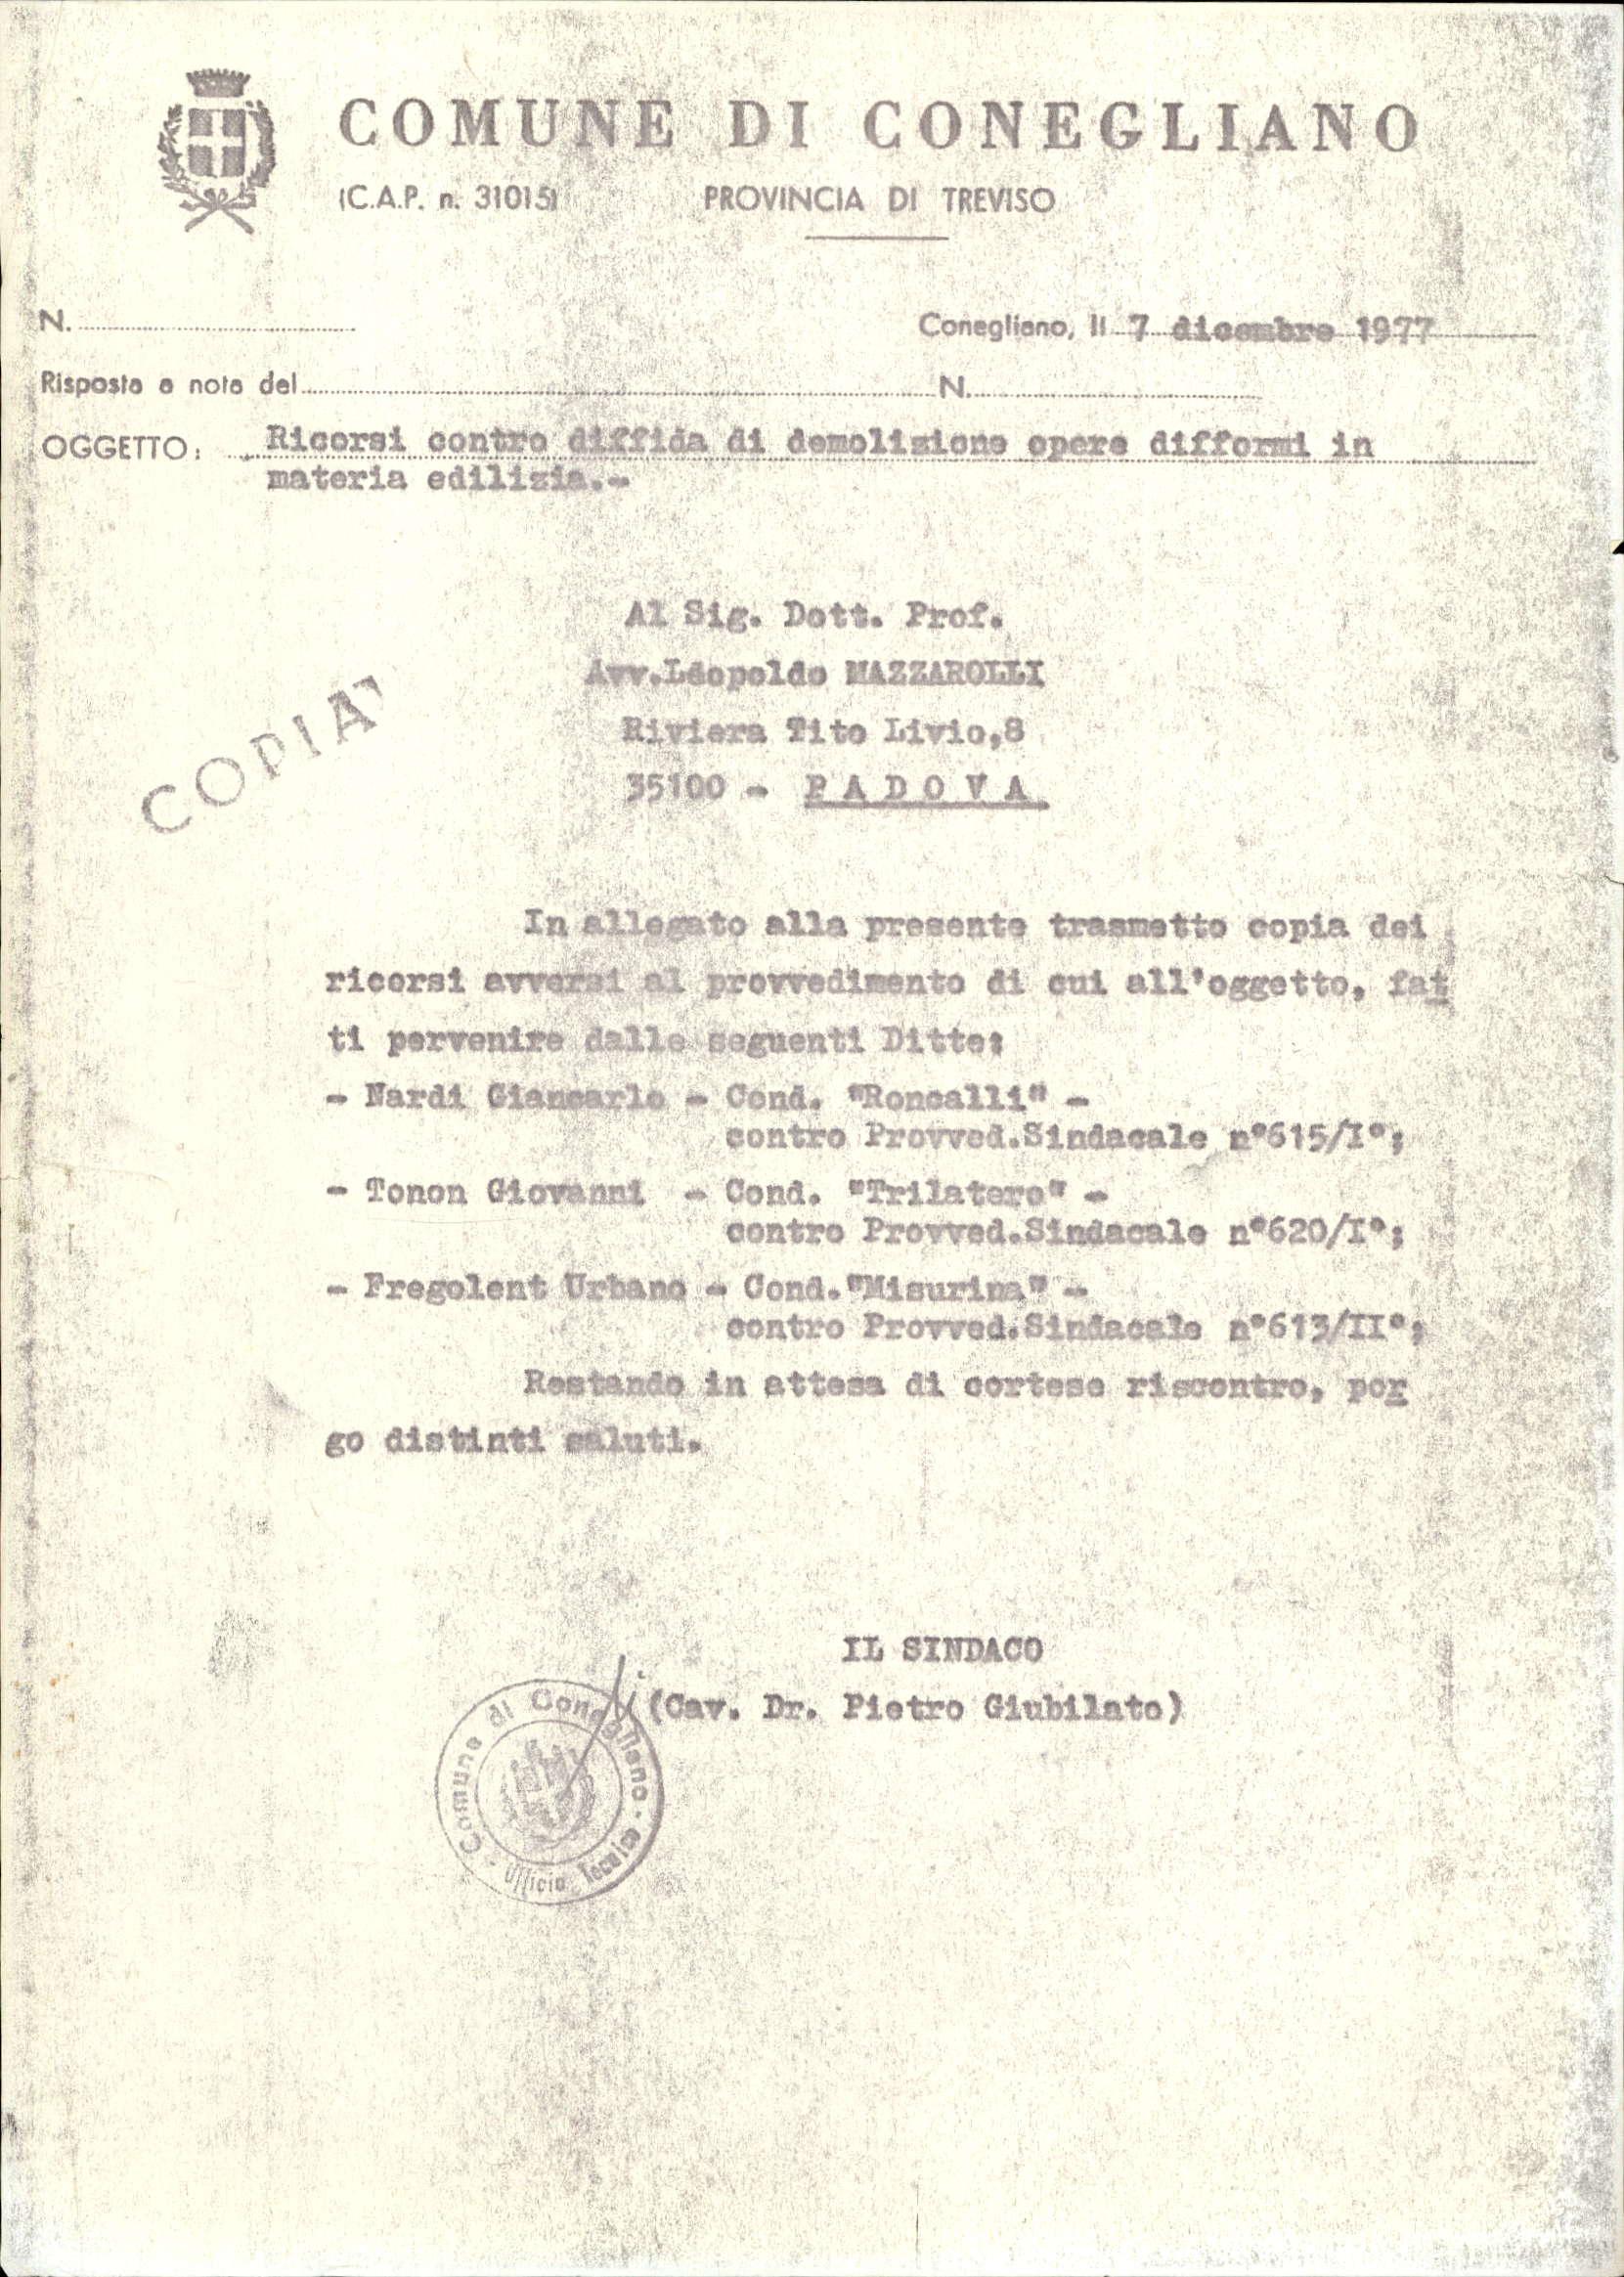 COMUNE DI CONEGLIANO
(C.A.P. n. 31015) PROVINCIA DI TREVISO
N.
Conegliano, li 7 dicembre 1977
Risposta a nota del N.
OGGETTO: Ricorsi contro diffida di demolizione opere difformi in
materia edilizia.-
Al Sig. Dott. Prof.
Avv.Leopoldo MAZZAROLLI
Riviera Tito Livio,8
35100 - P A D O V A
COPIA
In allegato alla presente trasmetto copia dei
ricorsi avversi al provvedimento di cui all'oggetto, fat
ti pervenire dalle seguenti Ditte:
- Nardi Giancarlo - Cond. "Roncalli" -
contro Provved.Sindacale n°615/I°;
- Tonon Giovanni - Cond. "Trilatero" -
contro Provved.Sindacale n°620/I°;
- Fregolent Urbano - Cond."Misurina" -
contro Provved.Sindacale n°613/II°;
Restando in attesa di cortese riscontro, por
go distinti saluti.
IL SINDACO
(Cav. Dr. Pietro Giubilato)
Comune di Conegliano - Ufficio Tecnico -